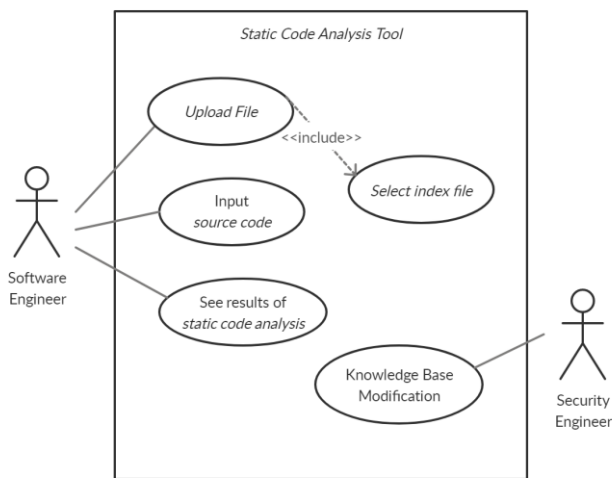 Static Code Analysis Tool
Upload File
<<include>>
Select index file
Input
source code
Software
Engineer
See results of
static code analysis
Knowledge Base
Modification
Security
Engineer